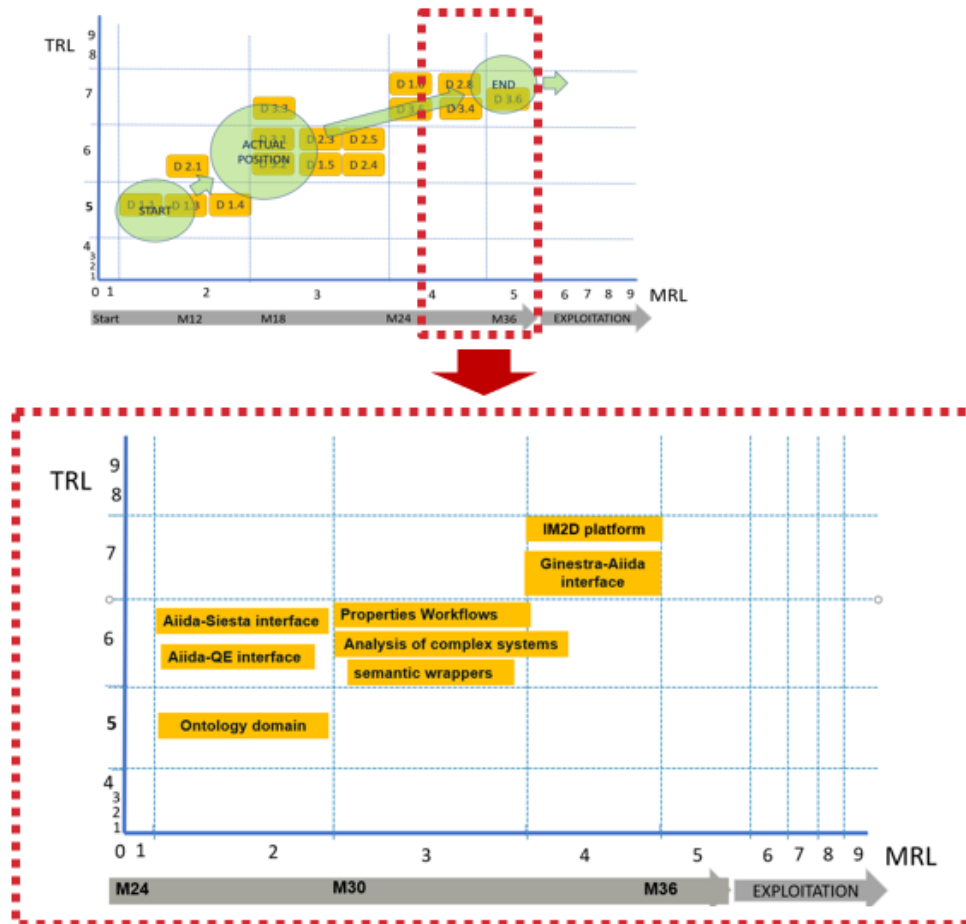 9
TRL
8
D 1.6
D 2.8
END
7
D 3.6
D 3.3
D 3.4
ACTUAL
D 2.3
D 2.5
6
POSITION
D 2.1
D 1.5
D 2.4
5
D 1.1
START
D 1.3
D 1.4
4
3
2
1
0 1 2 3 4 5 6 7 8 9 MRL
Start M12 M18 M24 M36 EXPLOITATION
9
TRL
8
IM2D platform
7
Ginestra-Aiida
interface
Properties Workflows
Aiida-Siesta interface
6
Analysis of complex systems
Aiida-QE interface
semantic wrappers
5
Ontology domain
4
3
2
1
0 1 2 3 4 5 6 7 8 9 MRL
M24 M30 M36 EXPLOITATION